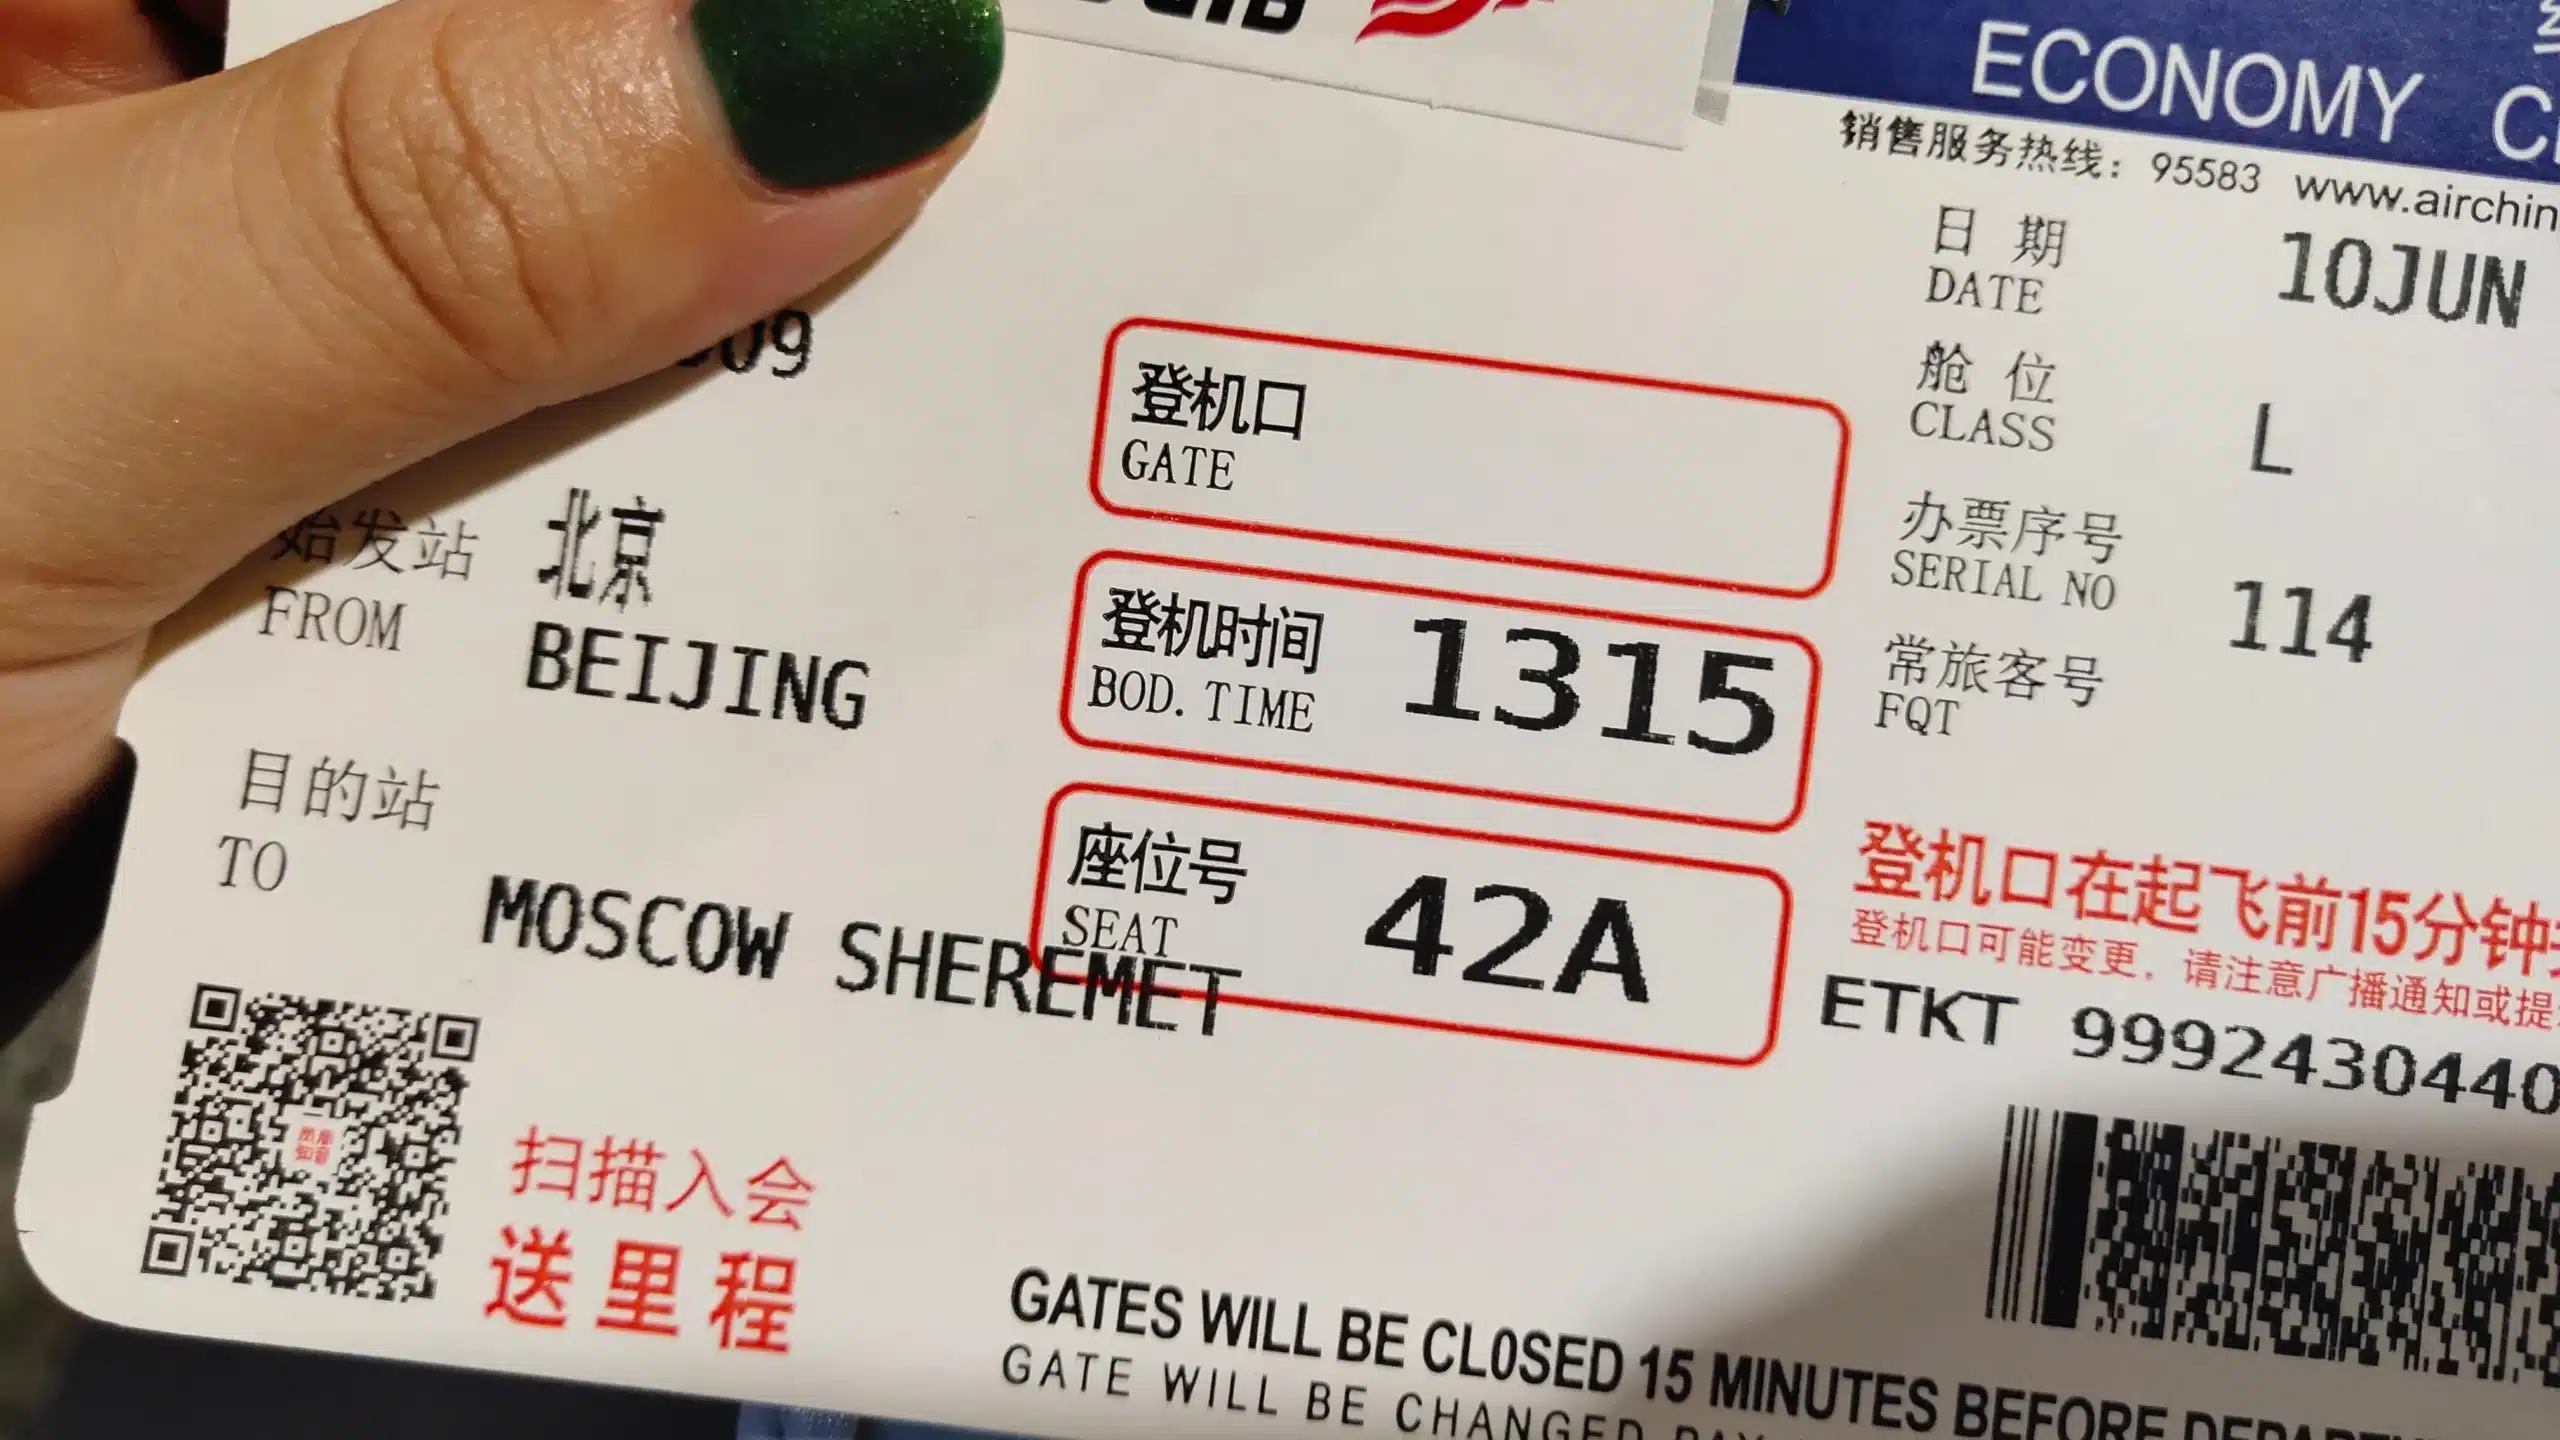 ECONOMY
销售服务热线：95583 www.airchin
日期 10JUN
DATE
舱位 L
CLASS
办票序号 114
SERIAL NO
常旅客号
FQT
09
登机口
GATE
始发站 北京
FROM BEIJING
登机时间 1315
BOD. TIME
目的站
TO
MOSCOW SHEREMET
座位号 42A
SEAT
登机口在起飞前15分钟
登机口可能变更，请注意广播通知或提
ETKT 9992430440
扫描入会
送里程
GATES WILL BE CL0SED 15 MINUTES BEFORE DEPART
GATE WILL BE CHANGED